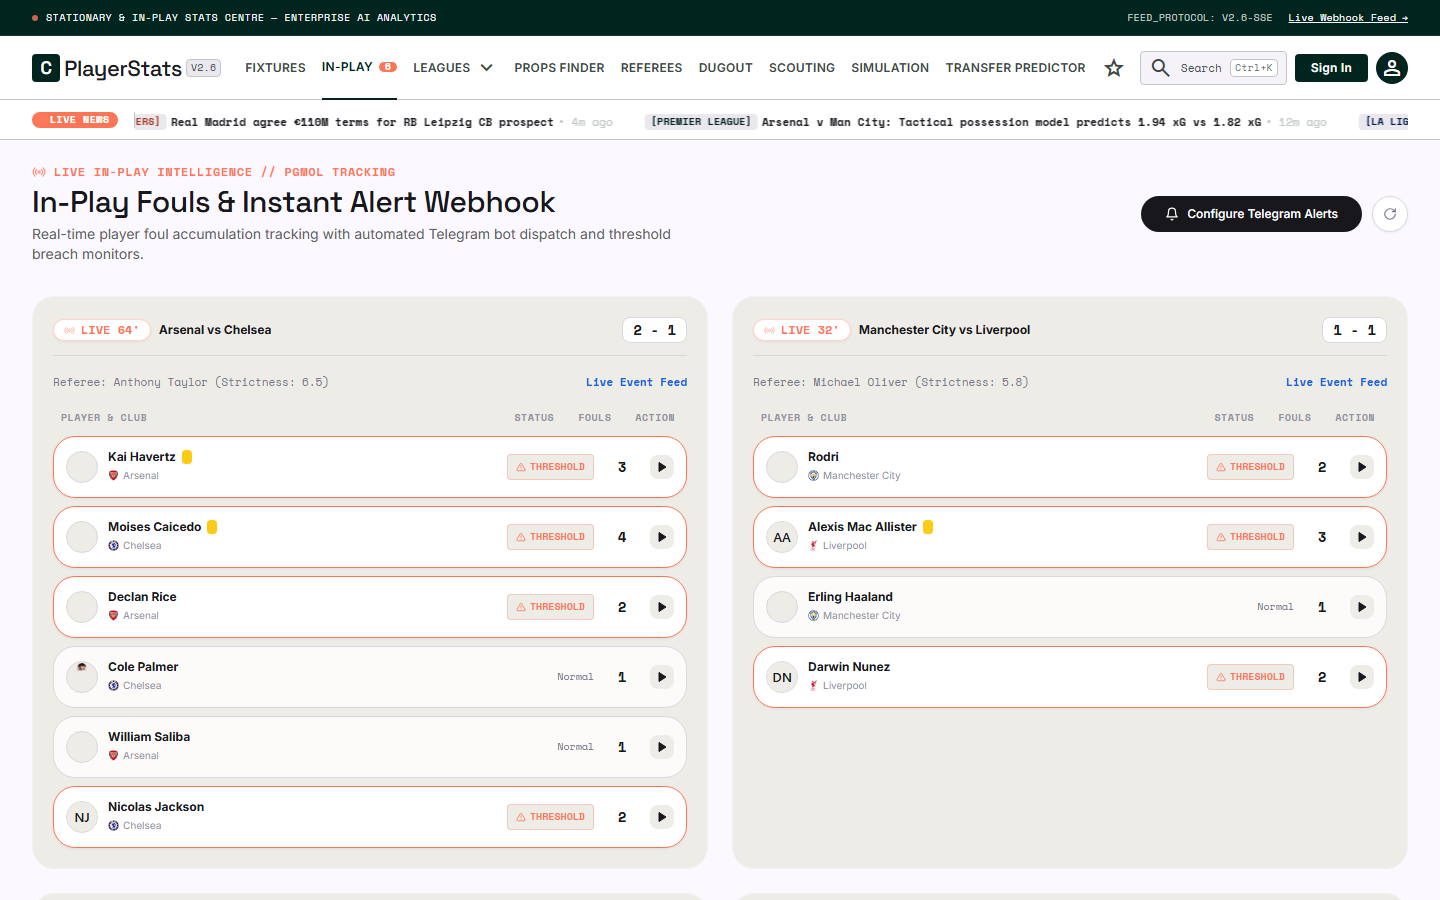 STATIONARY & IN-PLAY STATS CENTRE — ENTERPRISE AI ANALYTICS
FEED_PROTOCOL: V2.6-SSE Live Webhook Feed →
C PlayerStats V2.6 FIXTURES IN-PLAY 6 LEAGUES PROPS FINDER REFEREES DUGOUT SCOUTING SIMULATION TRANSFER PREDICTOR Search Ctrl+K Sign In
LIVE NEWS ERS] Real Madrid agree €110M terms for RB Leipzig CB prospect • 4m ago [PREMIER LEAGUE] Arsenal v Man City: Tactical possession model predicts 1.94 xG vs 1.82 xG • 12m ago [LA LIG
LIVE IN-PLAY INTELLIGENCE // PGMOL TRACKING
In-Play Fouls & Instant Alert Webhook
Real-time player foul accumulation tracking with automated Telegram bot dispatch and threshold
breach monitors.
Configure Telegram Alerts
LIVE 64' Arsenal vs Chelsea 2 - 1
Referee: Anthony Taylor (Strictness: 6.5) Live Event Feed
PLAYER & CLUB STATUS FOULS ACTION
Kai Havertz
Arsenal
THRESHOLD 3
Moises Caicedo
Chelsea
THRESHOLD 4
Declan Rice
Arsenal
THRESHOLD 2
Cole Palmer
Chelsea
Normal 1
William Saliba
Arsenal
Normal 1
NJ
Nicolas Jackson
Chelsea
THRESHOLD 2
LIVE 32' Manchester City vs Liverpool 1 - 1
Referee: Michael Oliver (Strictness: 5.8) Live Event Feed
PLAYER & CLUB STATUS FOULS ACTION
Rodri
Manchester City
THRESHOLD 2
AA
Alexis Mac Allister
Liverpool
THRESHOLD 3
Erling Haaland
Manchester City
Normal 1
DN
Darwin Nunez
Liverpool
THRESHOLD 2